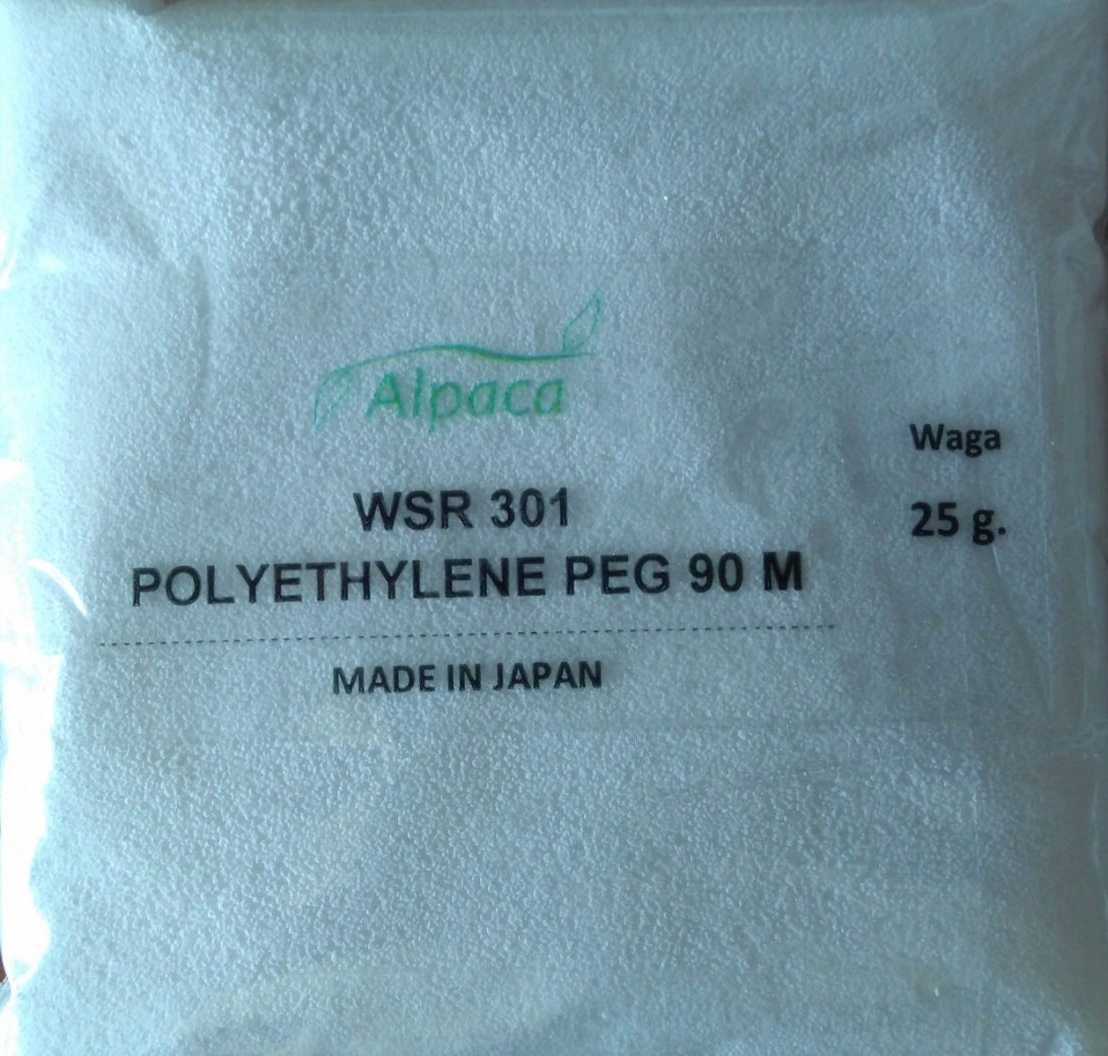 Alpaca
Waga
WSR 301
25 g.
POLYETHYLENE PEG 90 M
MADE IN JAPAN